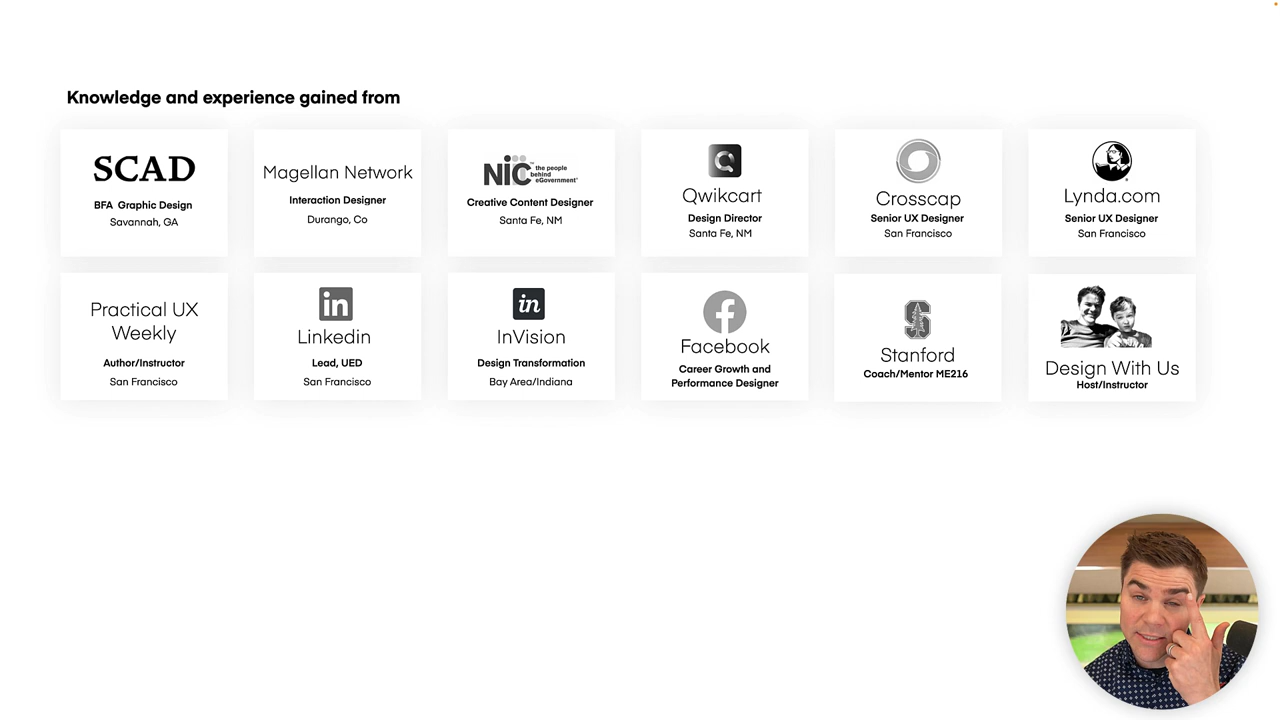 Knowledge and experience gained from
SCAD
BFA Graphic Design
Savannah, GA
Magellan Network
Interaction Designer
Durango, Co
NIC™ the people
behind
eGovernment®
Creative Content Designer
Santa Fe, NM
Qwikcart
Design Director
Santa Fe, NM
Crosscap
Senior UX Designer
San Francisco
Lynda.com
Senior UX Designer
San Francisco
Practical UX
Weekly
Author/Instructor
San Francisco
in
Linkedin
Lead, UED
San Francisco
in
InVision
Design Transformation
Bay Area/Indiana
f
Facebook
Career Growth and
Performance Designer
S
Stanford
Coach/Mentor ME216
Design With Us
Host/Instructor